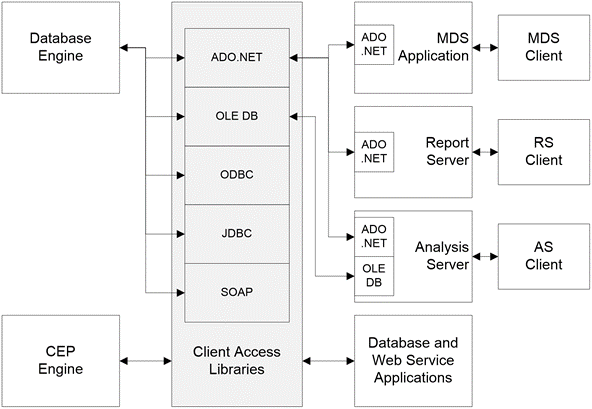 Database
Engine
CEP
Engine
ADO.NET
OLE DB
ODBC
JDBC
SOAP
Client Access
Libraries
ADO
.NET
MDS
Application
MDS
Client
ADO
.NET
Report
Server
RS
Client
ADO
.NET
OLE
DB
Analysis
Server
AS
Client
Database and
Web Service
Applications